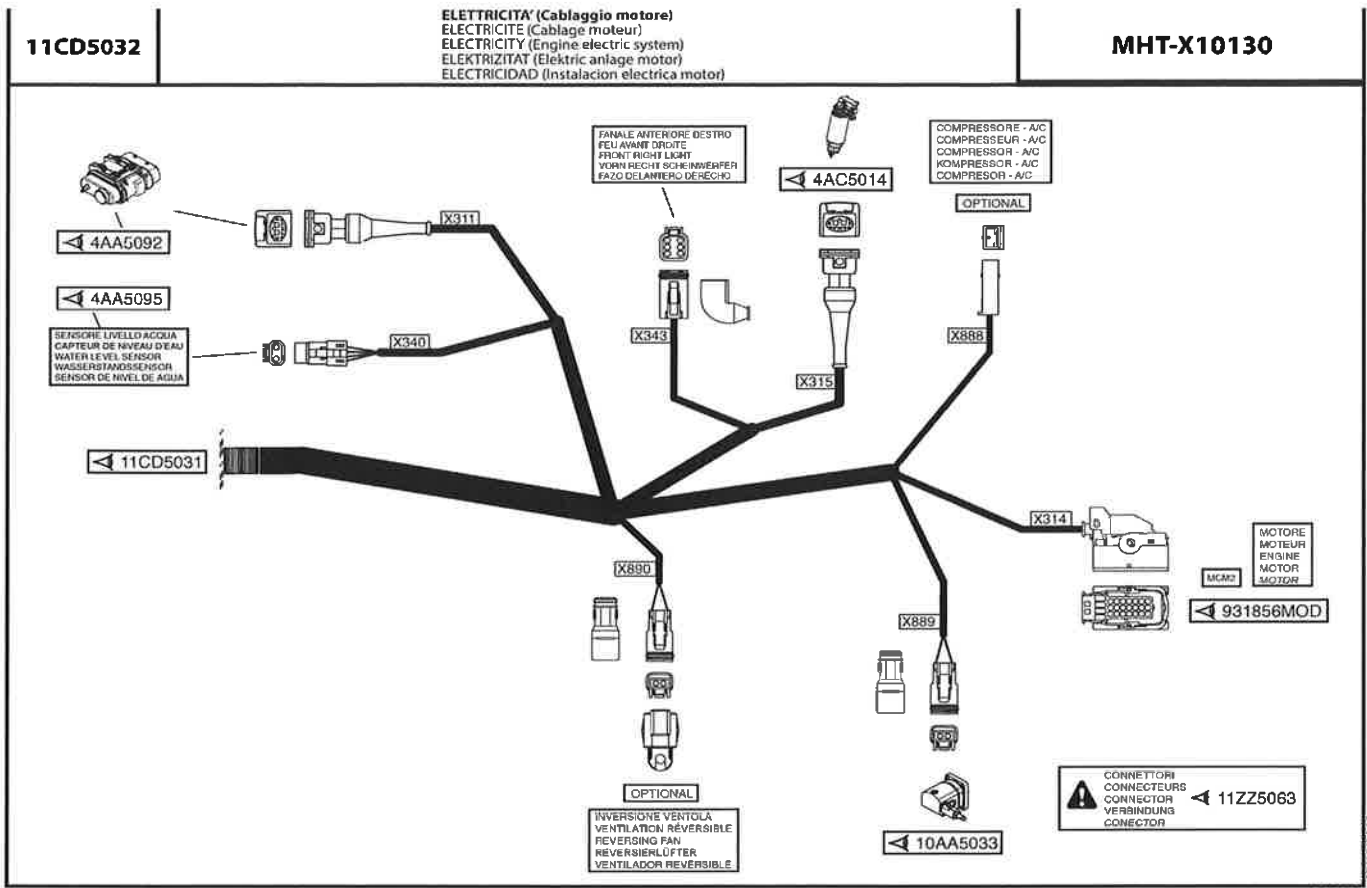 11CD5032
ELETTRICITA' (Cablaggio motore)
ELECTRICITE (Cablage moteur)
ELECTRICITY (Engine electric system)
ELEKTRIZITAT (Elektric anlage motor)
ELECTRICIDAD (Instalacion electrica motor)
MHT-X10130
FANALE ANTERIORE DESTRO
FEU AVANT DROITE
FRONT RIGHT LIGHT
VORN RECHT SCHEINWERFER
FAZO DELANTERO DERECHO
4AC5014
COMPRESSORE - A/C
COMPRESSEUR - A/C
COMPRESSOR - A/C
KOMPRESSOR - A/C
COMPRESOR - A/C
OPTIONAL
4AA5092
X311
4AA5095
SENSORE LIVELLO ACQUA
CAPTEUR DE NIVEAU D'EAU
WATER LEVEL SENSOR
WASSERSTANDSSENSOR
SENSOR DE NIVEL DE AGUA
X340
X343
X315
X888
11CD5031
X314
MOTORE
MOTEUR
ENGINE
MOTOR
MOTOR
MCM2
931856MOD
X890
X889
OPTIONAL
INVERSIONE VENTOLA
VENTILATION RÉVERSIBLE
REVERSING FAN
REVERSIERLÜFTER
VENTILADOR REVERSIBLE
10AA5033
CONNETTORI
CONNECTEURS
CONNECTOR
VERBINDUNG
CONECTOR
11ZZ5063